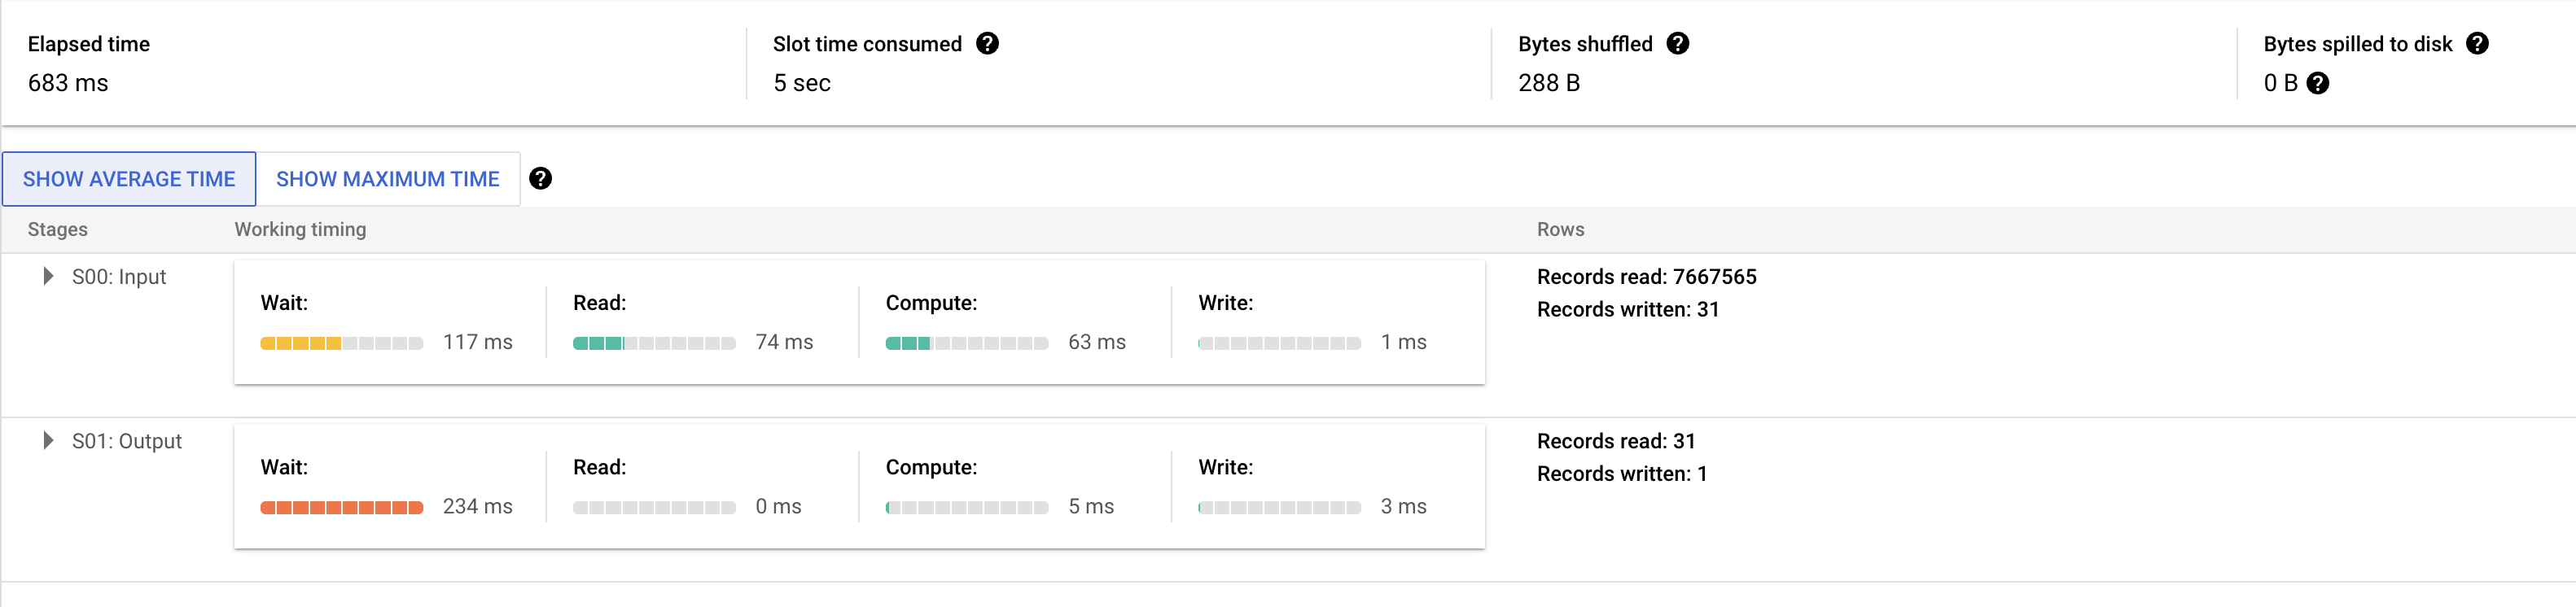 Elapsed time
683 ms
Slot time consumed ?
5 sec
Bytes shuffled ?
288 B
Bytes spilled to disk ?
0 B ?
SHOW AVERAGE TIME SHOW MAXIMUM TIME ?
Stages Working timing Rows
S00: Input
Wait:
117 ms
Read:
74 ms
Compute:
63 ms
Write:
1 ms
Records read: 7667565
Records written: 31
S01: Output
Wait:
234 ms
Read:
0 ms
Compute:
5 ms
Write:
3 ms
Records read: 31
Records written: 1